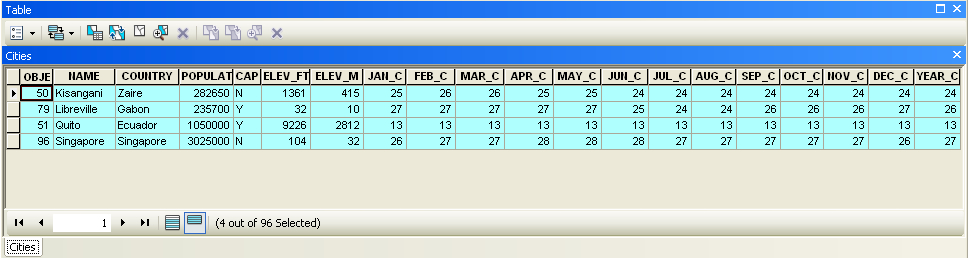 Table
Cities
OBJE NAME COUNTRY POPULAT CAP ELEV_FT ELEV_M JAN_C FEB_C MAR_C APR_C MAY_C JUN_C JUL_C AUG_C SEP_C OCT_C NOV_C DEC_C YEAR_C
50 Kisangani Zaire 282650 N 1361 415 25 26 26 25 25 24 24 24 24 24 24 24 24
79 Libreville Gabon 235700 Y 32 10 27 27 27 27 27 25 24 25 26 26 26 27 26
51 Quito Ecuador 1050000 Y 9226 2812 13 13 13 13 13 13 13 13 13 13 13 13 13
96 Singapore Singapore 3025000 N 104 32 26 27 27 28 28 28 27 27 27 27 27 26 27
1 (4 out of 96 Selected)
Cities